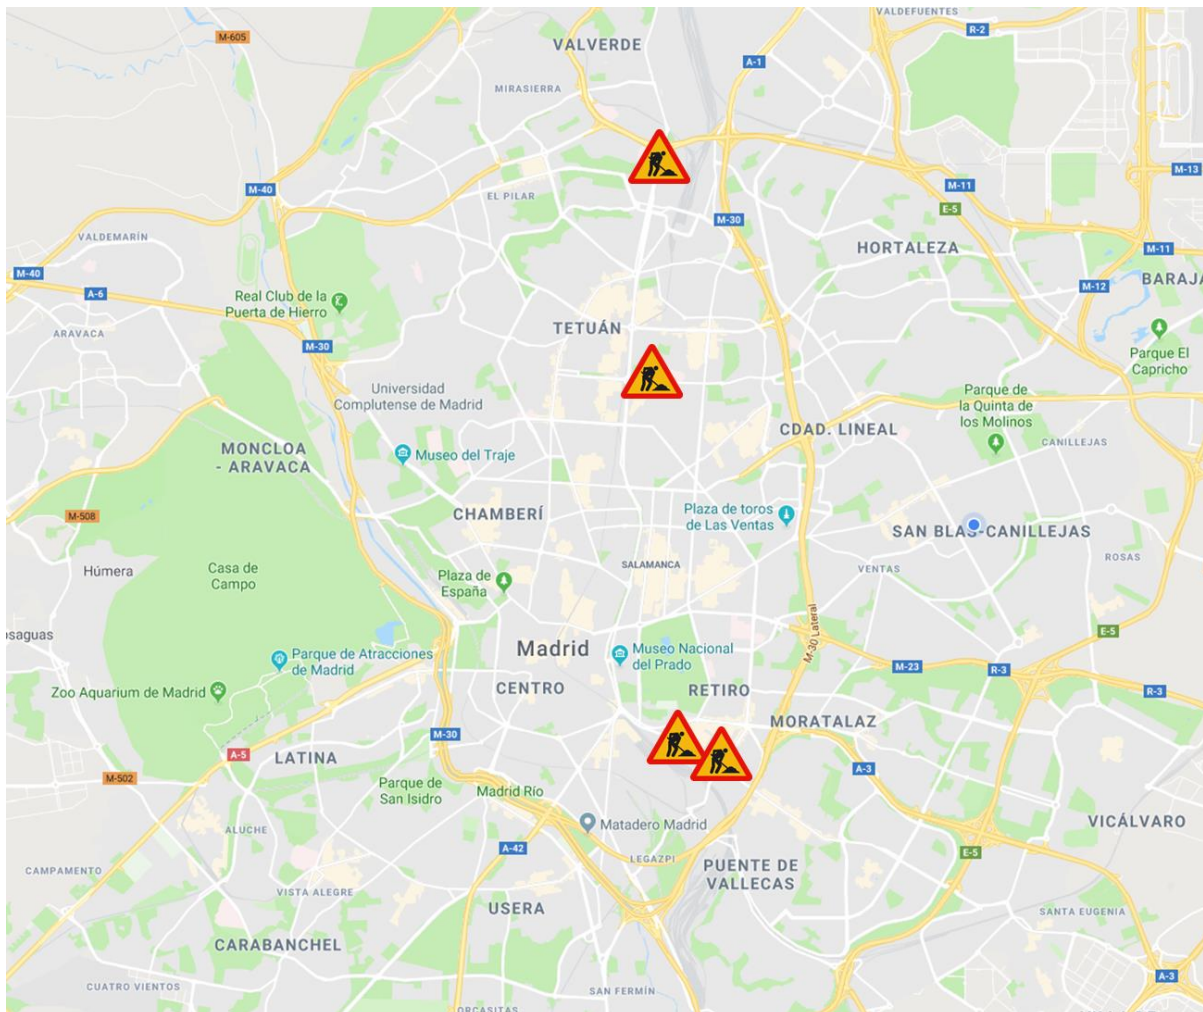 VALDEFUENTES
M-605
R-2
VALVERDE
A-1
MIRASIERRA
M-13
M-11
M-40
EL PILAR
E-5
M-30
VALDEMARÍN
HORTALEZA
M-11
M-40
BARAJA
A-6
M-12
Real Club de la
Puerta de Hierro
ARAVACA
TETUÁN
M-30
Parque El
Capricho
Universidad
Complutense de Madrid
Parque de
la Quinta de
los Molinos
CDAD. LINEAL
CANILLEJAS
MONCLOA
- ARAVACA
Museo del Traje
M-508
CHAMBERÍ
Plaza de toros
de Las Ventas
SAN BLAS-CANILLEJAS
ROSAS
Húmera
Casa de
Campo
Plaza de
España
SALAMANCA
VENTAS
osaguas
M-30 Lateral
E-5
Madrid
Museo Nacional
del Prado
Parque de Atracciones
de Madrid
M-23
R-3
R-3
Zoo Aquarium de Madrid
CENTRO
RETIRO
MORATALAZ
M-30
A-5
LATINA
A-3
M-502
Parque de
San Isidro
Madrid Río
Matadero Madrid
VICÁLVARO
ALUCHE
A-42
LEGAZPI
E-5
CAMPAMENTO
PUENTE DE
VALLECAS
VISTA ALEGRE
USERA
SANTA EUGENIA
CARABANCHEL
A-3
CUATRO VIENTOS
SAN FERMÍN
ORCASITAS